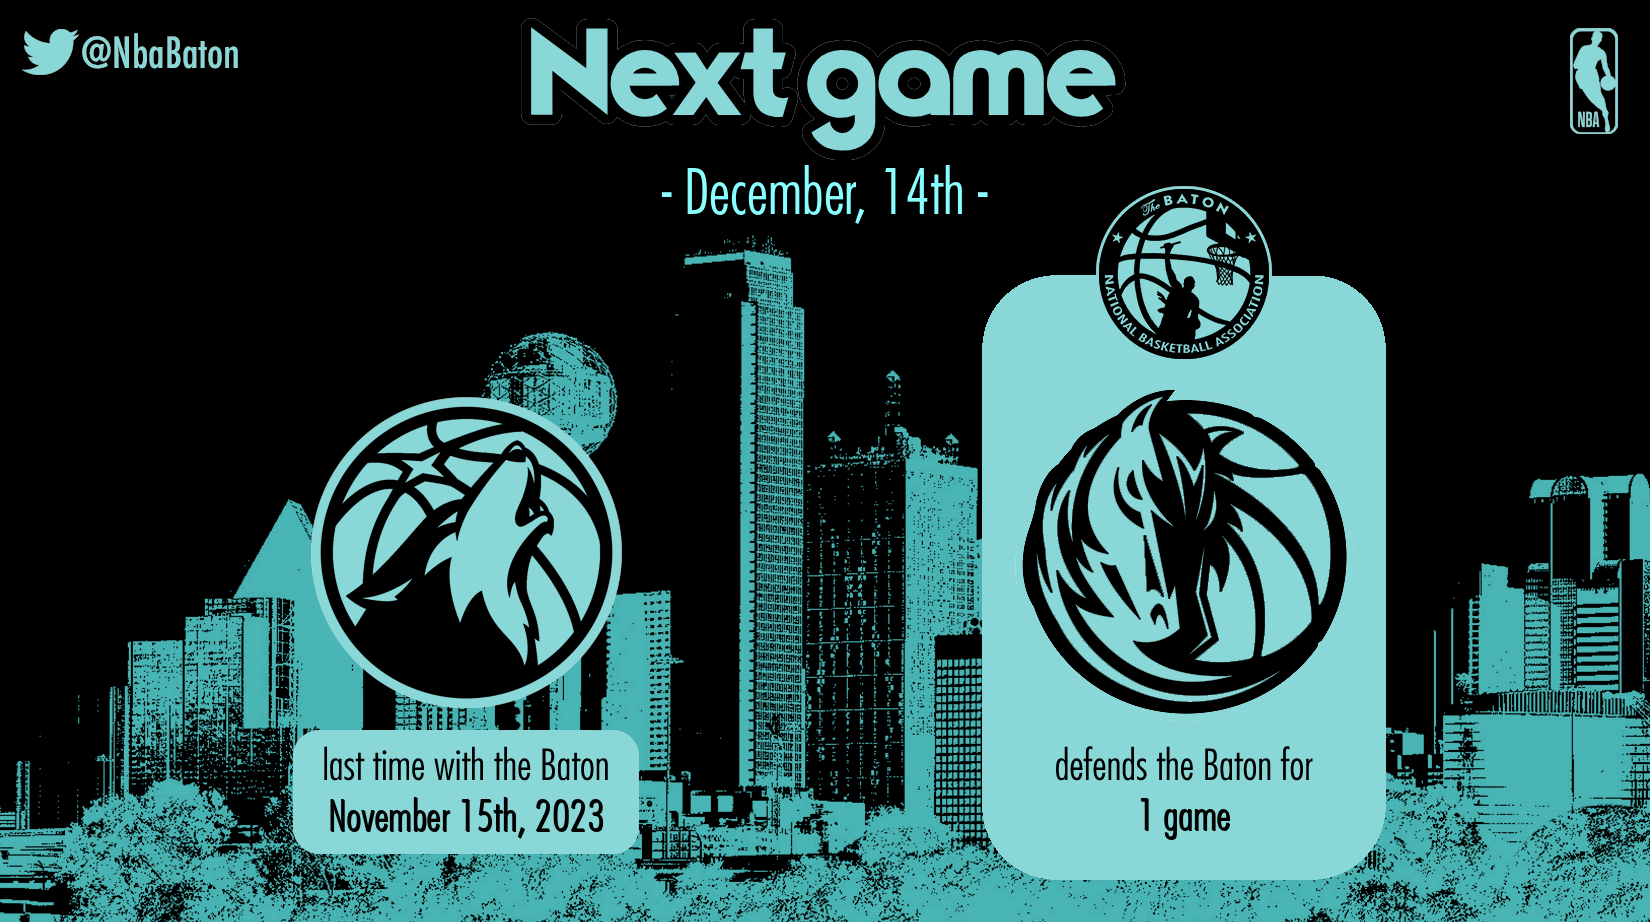 @NbaBaton
Next game
NBA
- December, 14th -
The BATON
NATIONAL BASKETBALL ASSOCIATION
last time with the Baton
November 15th, 2023
defends the Baton for
1 game